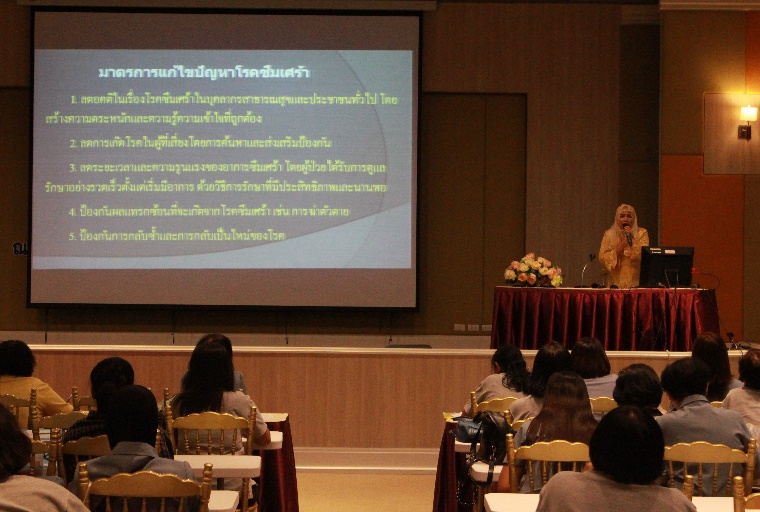 มาตรการแก้ไขปัญหาโรคซึมเศร้า
1. ลดอคติในเรื่องโรคซึมเศร้าในบุคลากรสาธารณสุขและประชาชนทั่วไป โดย
สร้างความตระหนักและความรู้ความเข้าใจที่ถูกต้อง
2. ลดการเกิดโรคในผู้ที่เสี่ยงโดยการค้นหาและส่งเสริมป้องกัน
3. ลดระยะเวลาและความรุนแรงของอาการซึมเศร้า โดยผู้ป่วยได้รับการดูแล
รักษาอย่างรวดเร็วตั้งแต่เริ่มมีอาการ ด้วยวิธีการรักษาที่มีประสิทธิภาพและนานพอ
4. ป้องกันผลแทรกซ้อนที่จะเกิดจากโรคซึมเศร้า เช่น การฆ่าตัวตาย
5. ป้องกันการกลับซ้ำและการกลับเป็นใหม่ของโรค
ณ